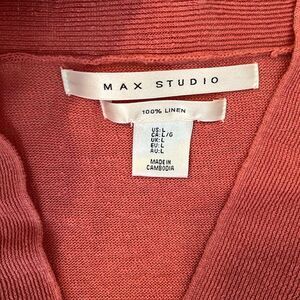 MAX STUDIO
100% LINEN
US: L
CA: L/G
UK: L
EU: L
AU: L
MADE IN
CAMBODIA